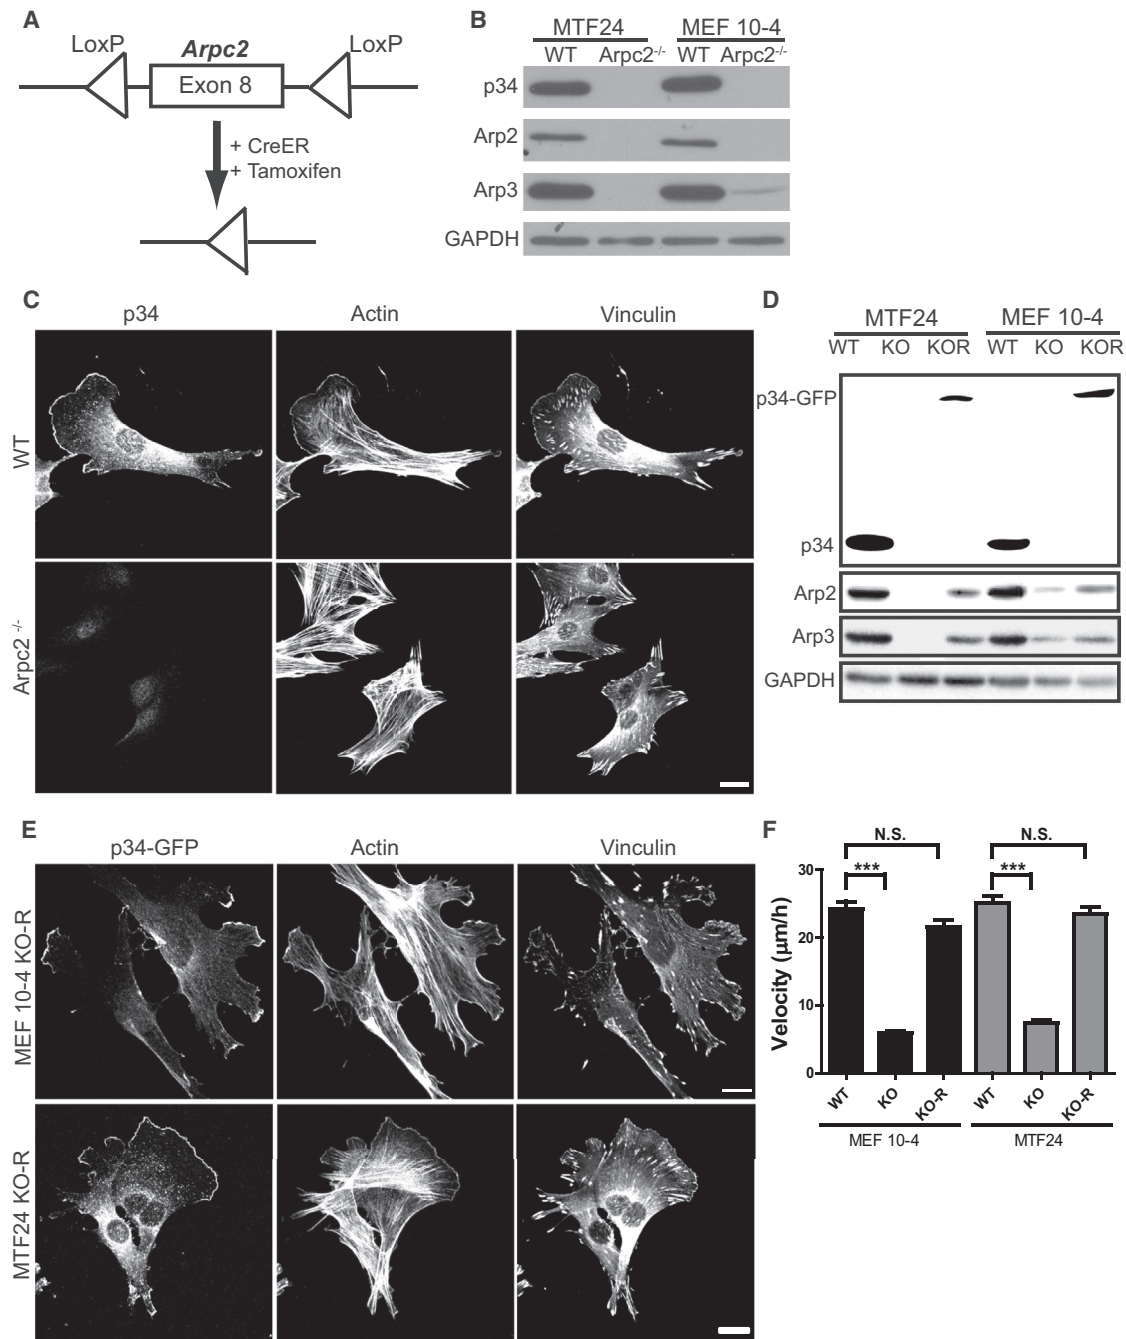 A
LoxP
Arpc2
LoxP
Exon 8
+ CreER
+ Tamoxifen
B
MTF24 MEF 10-4
WT Arpc2-/- WT Arpc2-/-
p34
Arp2
Arp3
GAPDH
C
p34 Actin Vinculin
WT
Arpc2 -/-
D
MTF24 MEF 10-4
WT KO KOR WT KO KOR
p34-GFP
p34
Arp2
Arp3
GAPDH
E
p34-GFP Actin Vinculin
MEF 10-4 KO-R
MTF24 KO-R
F
N.S. N.S.
*** ***
Velocity (μm/h)
30
20
10
0
WT KO KO-R WT KO KO-R
MEF 10-4 MTF24